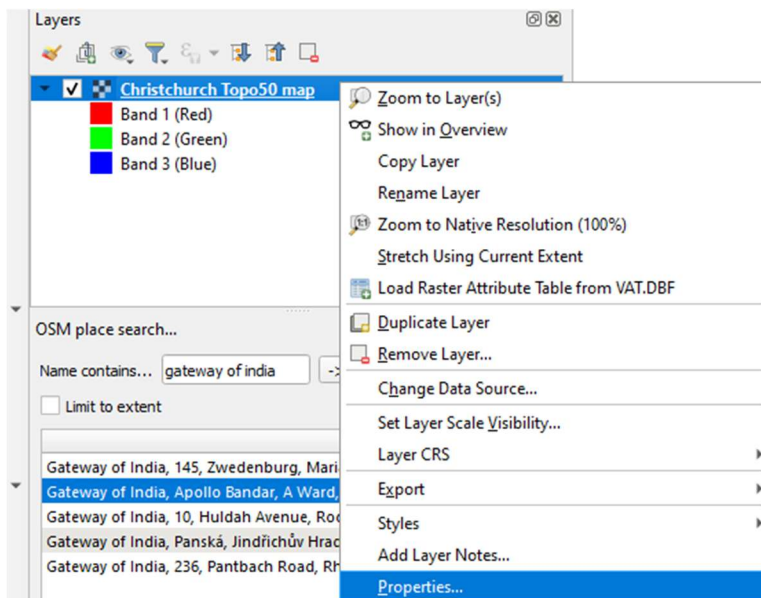 Layers
Christchurch Topo50 map
Band 1 (Red)
Band 2 (Green)
Band 3 (Blue)
Zoom to Layer(s)
Show in Overview
Copy Layer
Rename Layer
Zoom to Native Resolution (100%)
Stretch Using Current Extent
Load Raster Attribute Table from VAT.DBF
Duplicate Layer
Remove Layer...
Change Data Source...
Set Layer Scale Visibility...
Layer CRS
Export
Styles
Add Layer Notes...
Properties...
OSM place search...
Name contains... gateway of india ->
Limit to extent
Gateway of India, 145, Zwedenburg, Mari
Gateway of India, Apollo Bandar, A Ward,
Gateway of India, 10, Huldah Avenue, Roc
Gateway of India, Panská, Jindřichův Hrac
Gateway of India, 236, Pantbach Road, Rh